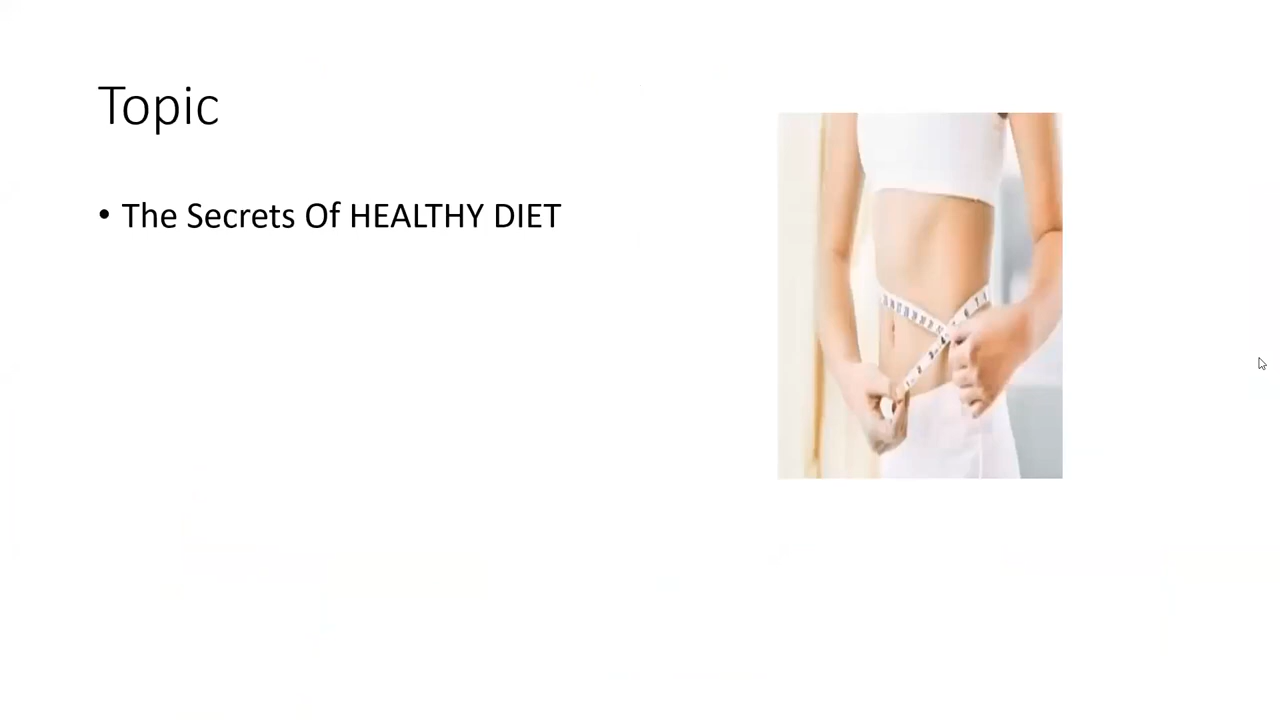 Topic
• The Secrets Of HEALTHY DIET